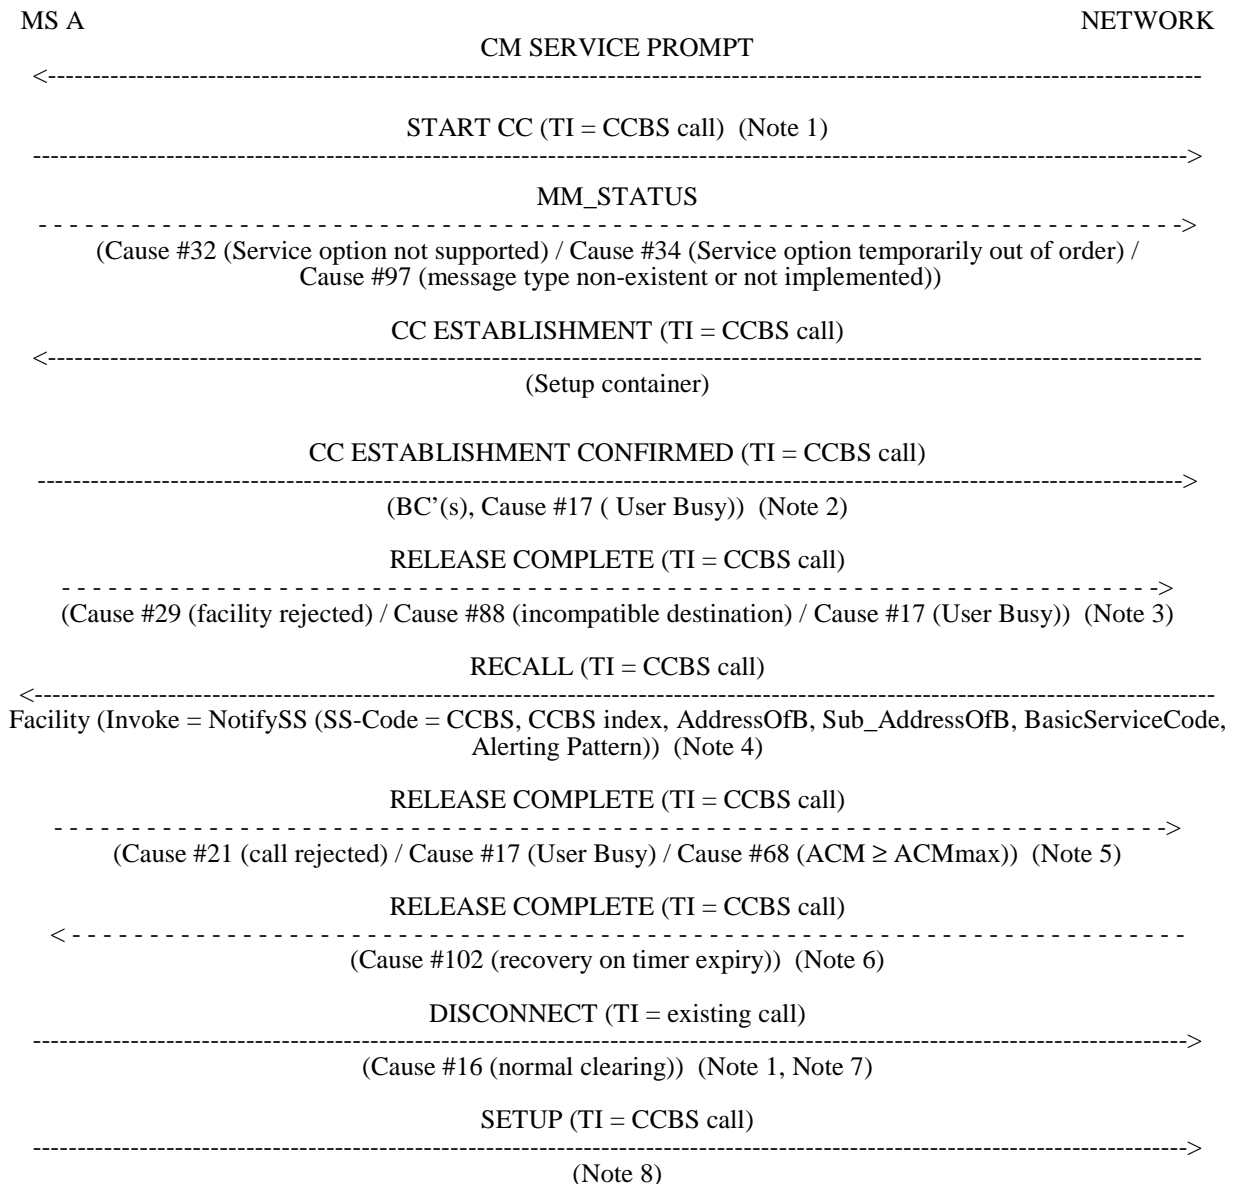 MS A NETWORK
CM SERVICE PROMPT
START CC (TI = CCBS call) (Note 1)
MM_STATUS
(Cause #32 (Service option not supported) / Cause #34 (Service option temporarily out of order) /
Cause #97 (message type non-existent or not implemented))
CC ESTABLISHMENT (TI = CCBS call)
(Setup container)
CC ESTABLISHMENT CONFIRMED (TI = CCBS call)
(BC’(s), Cause #17 ( User Busy)) (Note 2)
RELEASE COMPLETE (TI = CCBS call)
(Cause #29 (facility rejected) / Cause #88 (incompatible destination) / Cause #17 (User Busy)) (Note 3)
RECALL (TI = CCBS call)
Facility (Invoke = NotifySS (SS-Code = CCBS, CCBS index, AddressOfB, Sub_AddressOfB, BasicServiceCode,
Alerting Pattern)) (Note 4)
RELEASE COMPLETE (TI = CCBS call)
(Cause #21 (call rejected) / Cause #17 (User Busy) / Cause #68 (ACM ≥ ACMmax)) (Note 5)
RELEASE COMPLETE (TI = CCBS call)
(Cause #102 (recovery on timer expiry)) (Note 6)
DISCONNECT (TI = existing call)
(Cause #16 (normal clearing)) (Note 1, Note 7)
SETUP (TI = CCBS call)
(Note 8)